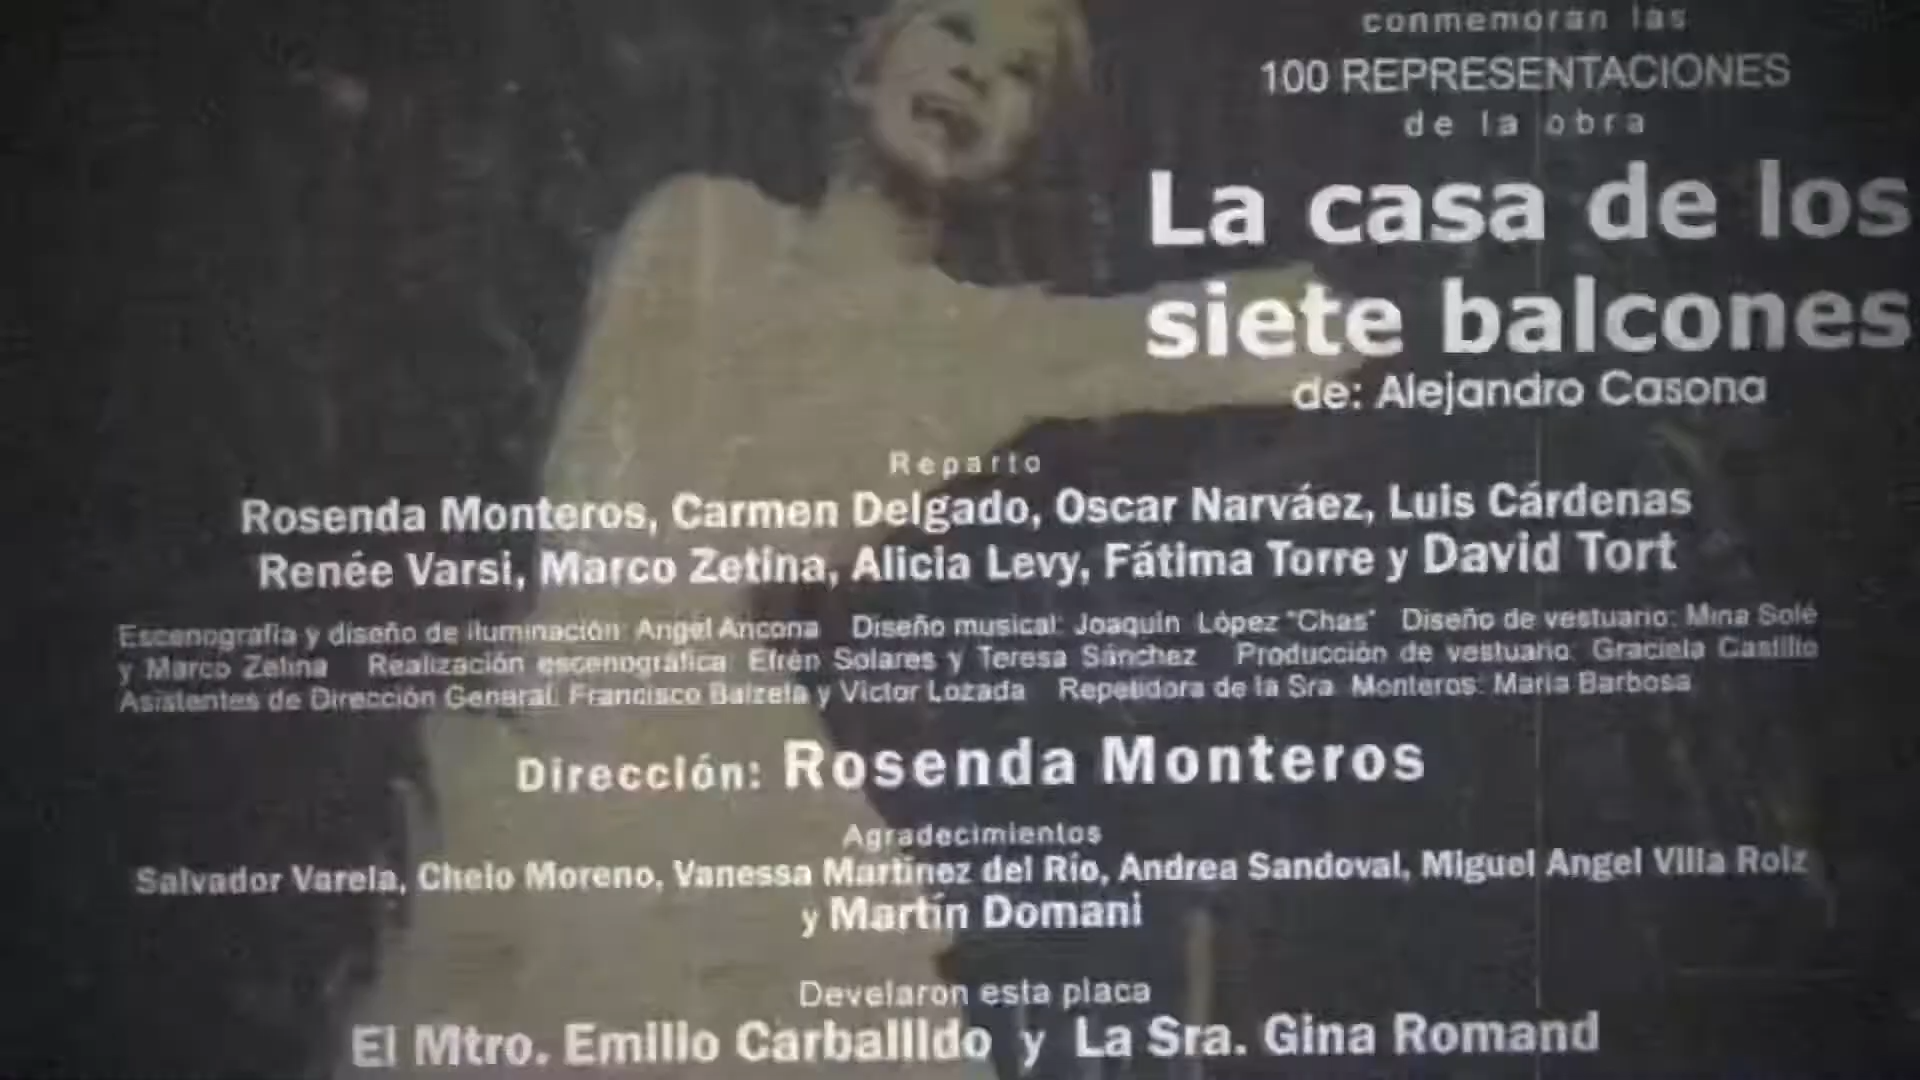 conmemoran las
100 REPRESENTACIONES
de la obra
La casa de los
siete balcones
de: Alejandro Casona
Reparto
Rosenda Monteros, Carmen Delgado, Oscar Narváez, Luis Cárdenas
Renée Varsi, Marco Zetina, Alicia Levy, Fátima Torre y David Tort
Escenografía y diseño de iluminación: Angel Ancona Diseño musical: Joaquín López "Chas" Diseño de vestuario: Mina Solé
y Marco Zetina Realización escenográfica: Efrén Solares y Teresa Sánchez Producción de vestuario: Graciela Castillo
Asistentes de Dirección General: Francisco Balzela y Victor Lozada Repetidora de la Sra. Monteros: Maria Barbosa
Dirección: Rosenda Monteros
Agradecimientos
Salvador Varela, Chelo Moreno, Vanessa Martínez del Río, Andrea Sandoval, Miguel Angel Villa Roiz
y Martín Domani
Develaron esta placa
El Mtro. Emilio Carballido y La Sra. Gina Romand